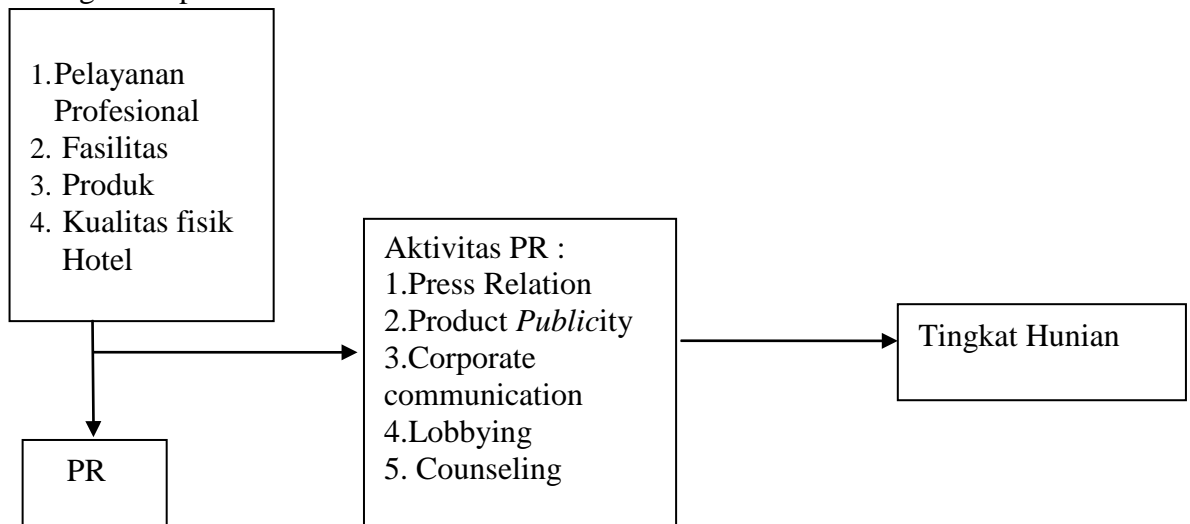 1.Pelayanan
Profesional
2. Fasilitas
3. Produk
4. Kualitas fisik
Hotel
Aktivitas PR :
1.Press Relation
2.Product Publicity
3.Corporate
communication
4.Lobbying
5. Counseling
Tingkat Hunian
PR